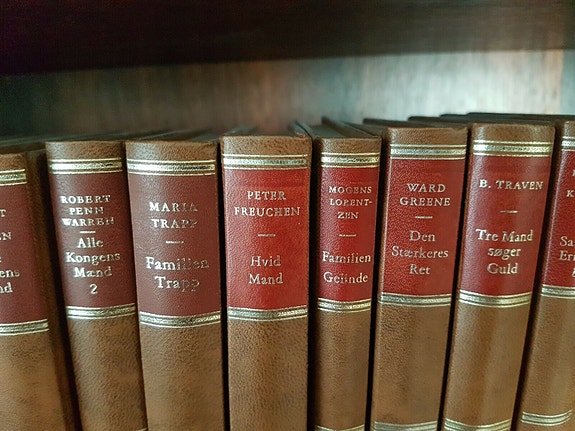 ROBERT
PENN
WARREN
Alle
Kongens
Mænd
2
MARIA
TRAPP
Familien
Trapp
PETER
FREUCHEN
Hvid
Mand
MOGENS
LORENT-
ZEN
Familien
Geiinde
WARD
GREENE
Den
Stærkeres
Ret
B. TRAVEN
Tre Mand
søger
Guld